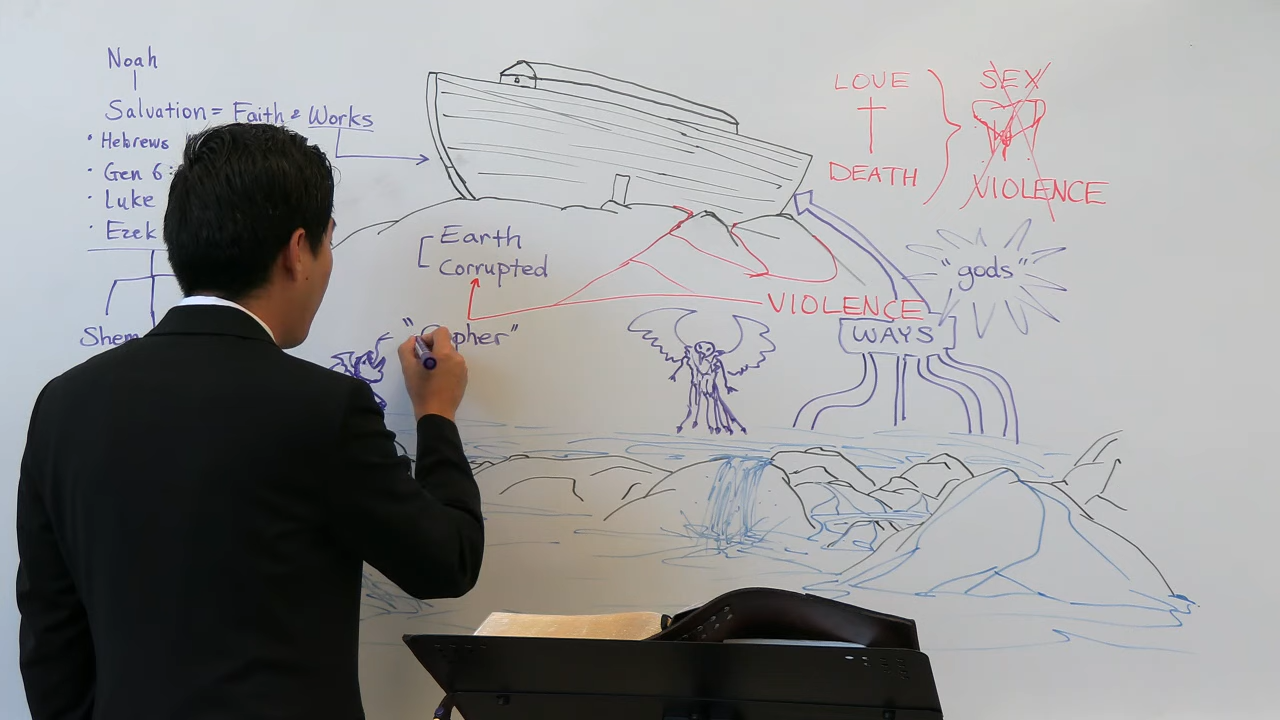 Noah
Salvation = Faith & Works
• Hebrews
• Gen 6:
• Luke
• Ezek
Shem
Earth
Corrupted
LOVE
DEATH
SEX
VIOLENCE
"gods"
VIOLENCE
WAYS